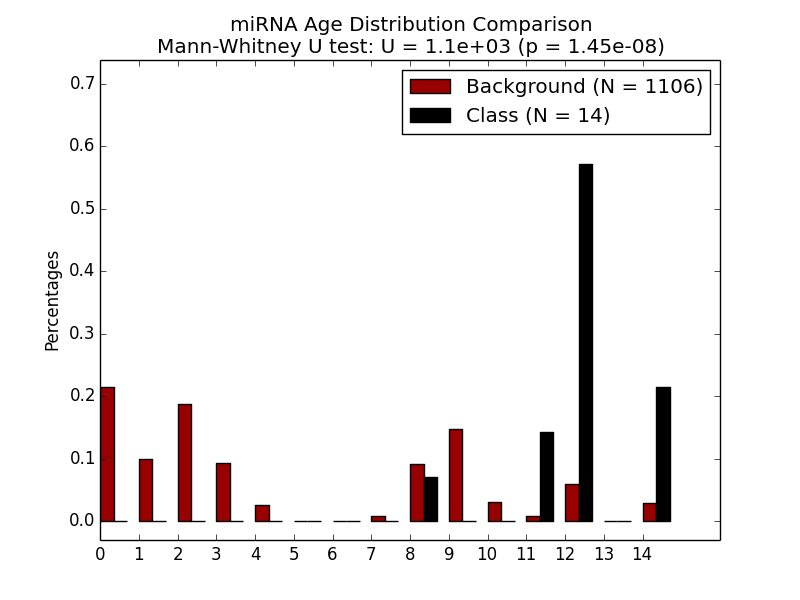 miRNA Age Distribution Comparison
Mann-Whitney U test: U = 1.1e+03 (p = 1.45e-08)
Background (N = 1106)
Class (N = 14)
Percentages
0.7
0.6
0.5
0.4
0.3
0.2
0.1
0.0
0 1 2 3 4 5 6 7 8 9 10 11 12 13 14